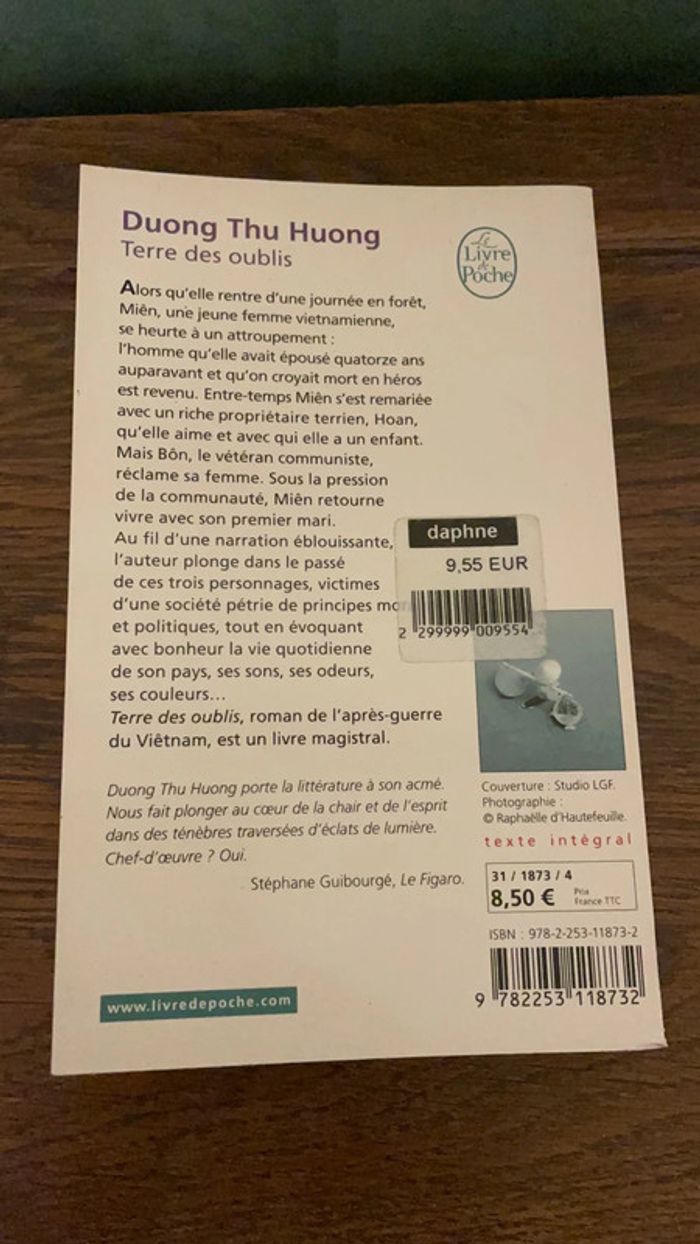 Duong Thu Huong
Terre des oublis
Le
Livre
de
Poche
Alors qu'elle rentre d'une journée en forêt,
Miên, une jeune femme vietnamienne,
se heurte à un attroupement :
l'homme qu'elle avait épousé quatorze ans
auparavant et qu'on croyait mort en héros
est revenu. Entre-temps Miên s'est remariée
avec un riche propriétaire terrien, Hoan,
qu'elle aime et avec qui elle a un enfant.
Mais Bôn, le vétéran communiste,
réclame sa femme. Sous la pression
de la communauté, Miên retourne
vivre avec son premier mari.
Au fil d'une narration éblouissante,
l'auteur plonge dans le passé
de ces trois personnages, victimes
d'une société pétrie de principes mor
et politiques, tout en évoquant
avec bonheur la vie quotidienne
de son pays, ses sons, ses odeurs,
ses couleurs...
Terre des oublis, roman de l'après-guerre
du Viêtnam, est un livre magistral.
daphne
9,55 EUR
2 299999 009554
Duong Thu Huong porte la littérature à son acmé.
Nous fait plonger au cœur de la chair et de l'esprit
dans des ténèbres traversées d'éclats de lumière.
Chef-d'œuvre ? Oui.
Stéphane Guibourgé, Le Figaro.
Couverture : Studio LGF.
Photographie :
© Raphaëlle d'Hautefeuille.
texte intégral
31 / 1873 / 4
8,50 € Prix
France TTC
ISBN : 978-2-253-11873-2
9 782253 118732
www.livredepoche.com